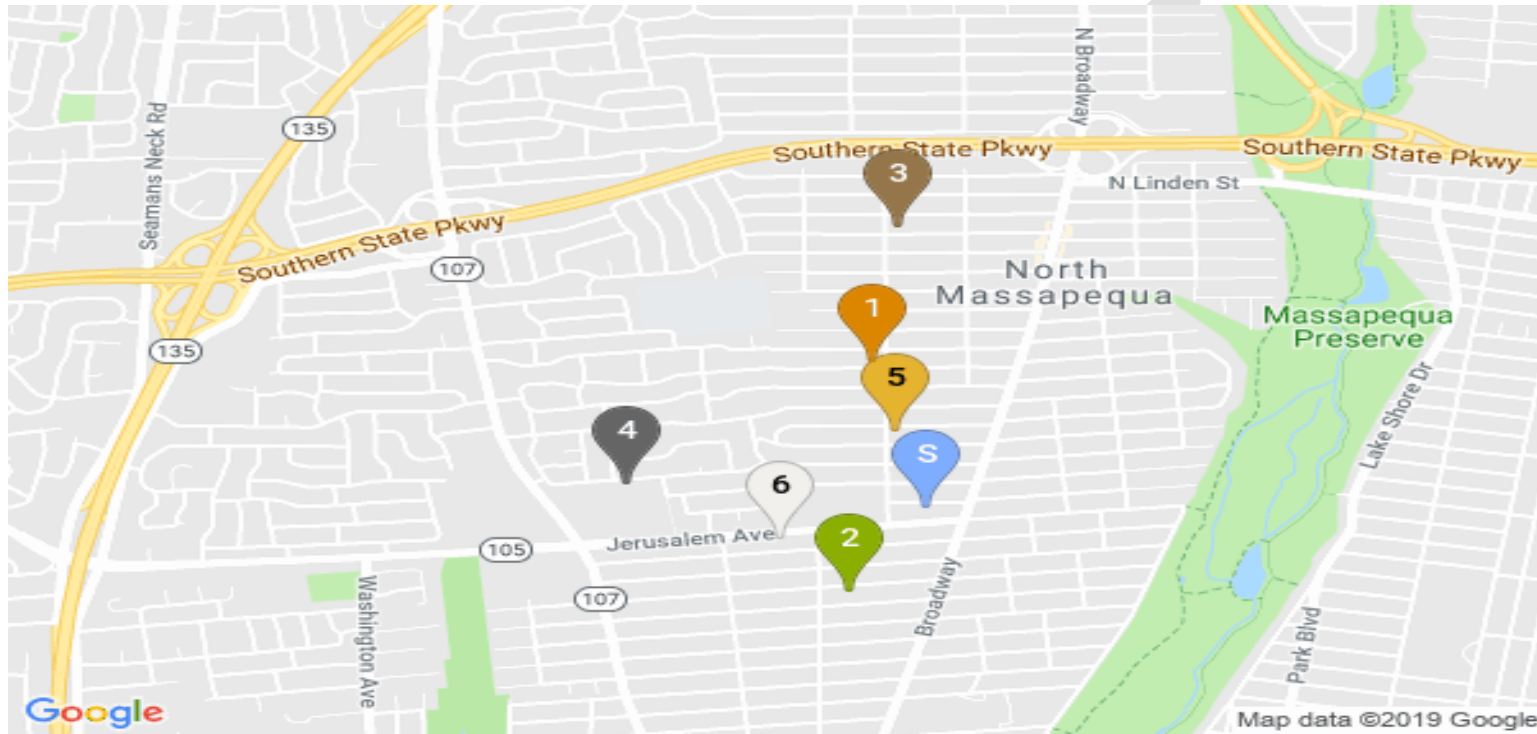 N Broadway
Seamans Neck Rd
135
Southern State Pkwy
Southern State Pkwy
3
N Linden St
Southern State Pkwy
107
North
Massapequa
1
Massapequa
Preserve
135
5
Lake Shore Dr
4
S
6
Jerusalem Ave
2
105
107
Washington Ave
Broadway
Park Blvd
Google
Map data ©2019 Google